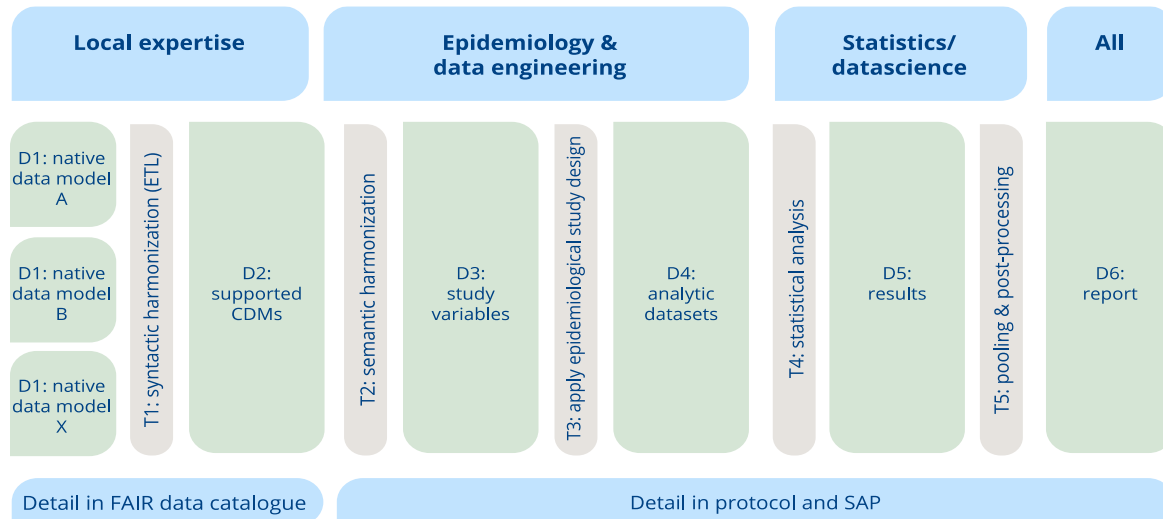 Local expertise
Epidemiology &
data engineering
Statistics/
datascience
All
D1: native
data model
A
D1: native
data model
B
D1: native
data model
X
T1: syntactic harmonization (ETL)
D2:
supported
CDMs
T2: semantic harmonization
D3:
study
variables
T3: apply epidemiological study design
D4:
analytic
datasets
T4: statistical analysis
D5:
results
T5: pooling & post-processing
D6:
report
Detail in FAIR data catalogue
Detail in protocol and SAP